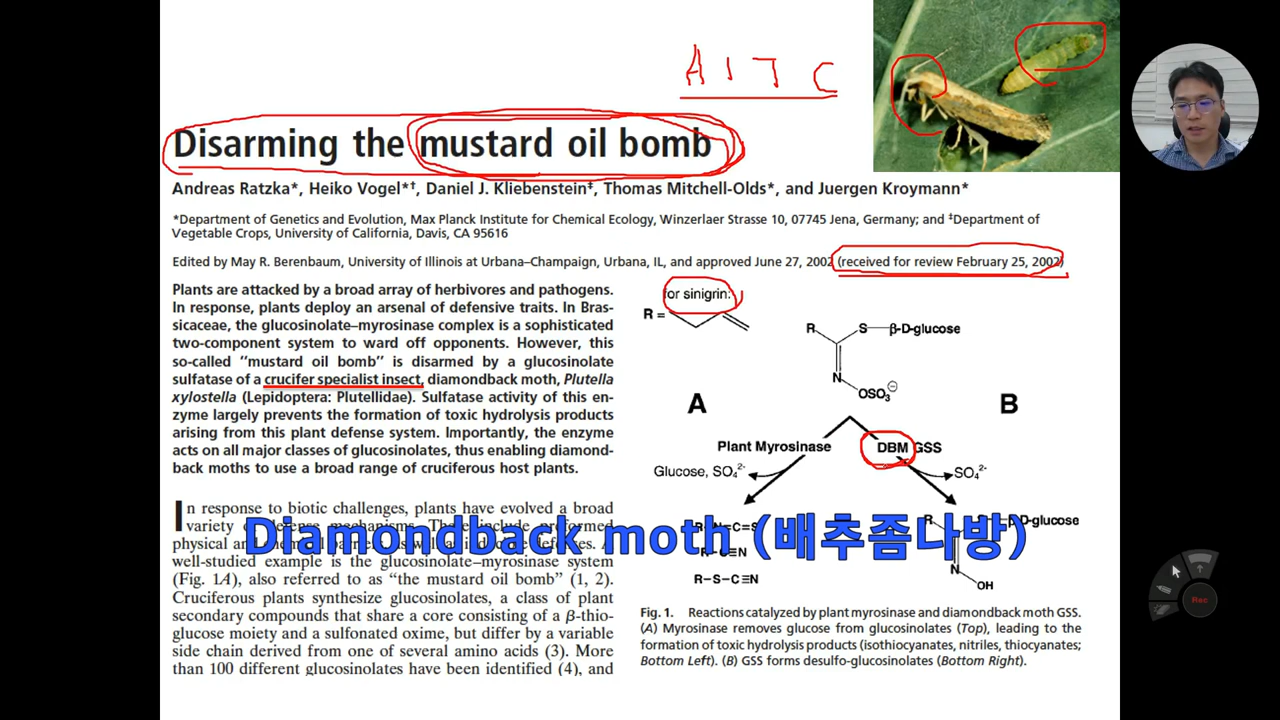 AITC
Disarming the mustard oil bomb
Andreas Ratzka*, Heiko Vogel*†, Daniel J. Kliebenstein‡, Thomas Mitchell-Olds*, and Juergen Kroymann*
*Department of Genetics and Evolution, Max Planck Institute for Chemical Ecology, Winzerlaer Strasse 10, 07745 Jena, Germany; and ‡Department of
Vegetable Crops, University of California, Davis, CA 95616
Edited by May R. Berenbaum, University of Illinois at Urbana–Champaign, Urbana, IL, and approved June 27, 2002 (received for review February 25, 2002)
Plants are attacked by a broad array of herbivores and pathogens.
In response, plants deploy an arsenal of defensive traits. In Bras-
sicaceae, the glucosinolate–myrosinase complex is a sophisticated
two-component system to ward off opponents. However, this
so-called “mustard oil bomb” is disarmed by a glucosinolate
sulfatase of a crucifer specialist insect, diamondback moth, Plutella
xylostella (Lepidoptera: Plutellidae). Sulfatase activity of this en-
zyme largely prevents the formation of toxic hydrolysis products
arising from this plant defense system. Importantly, the enzyme
acts on all major classes of glucosinolates, thus enabling diamond-
back moths to use a broad range of cruciferous host plants.
In response to biotic challenges, plants have evolved a broad
variety of defense mechanisms. These include preformed
physical and
well-studied example is the glucosinolate–myrosinase system
(Fig. 1A), also referred to as “the mustard oil bomb” (1, 2).
Cruciferous plants synthesize glucosinolates, a class of plant
secondary compounds that share a core consisting of a β-thio-
glucose moiety and a sulfonated oxime, but differ by a variable
side chain derived from one of several amino acids (3). More
than 100 different glucosinolates have been identified (4), and
Diamondback moth (배추좀나방)
for sinigrin:
R =
R S β-D-glucose
N
OSO₃⊖
A B
Plant Myrosinase DBM GSS
Glucose, SO₄²⁻ SO₄²⁻
R–N=C=S
R–C≡N
R–S–C≡N
R S β-D-glucose
N
OH
Fig. 1. Reactions catalyzed by plant myrosinase and diamondback moth GSS.
(A) Myrosinase removes glucose from glucosinolates (Top), leading to the
formation of toxic hydrolysis products (isothiocyanates, nitriles, thiocyanates;
Bottom Left). (B) GSS forms desulfo-glucosinolates (Bottom Right).
Rec